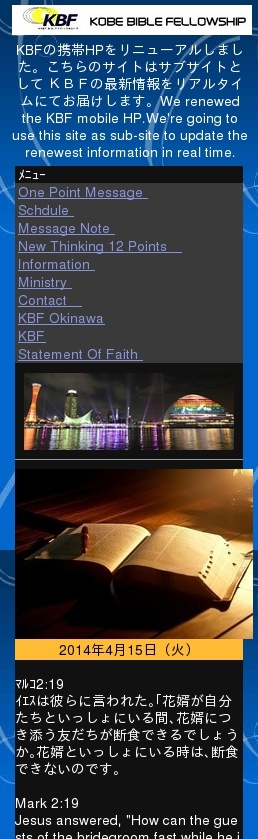 KBF KOBE BIBLE FELLOWSHIP
KBFの携帯HPをリニューアルしまし
た。こちらのサイトはサブサイトと
して ＫＢＦの最新情報をリアルタイ
ムにてお届けします。We renewed
the KBF mobile HP.We're going to
use this site as sub-site to update the
renewest information in real time.
ﾒﾆｭｰ
One Point Message
Schdule
Message Note
New Thinking 12 Points
Information
Ministry
Contact
KBF Okinawa
KBF
Statement Of Faith
2014年4月15日（火）
ﾏﾙｺ2:19
ｲｴｽは彼らに言われた｡｢花婿が自分
たちといっしょにいる間､花婿につ
き添う友だちが断食できるでしょう
か｡花婿といっしょにいる時は､断食
できないのです。
Mark 2:19
Jesus answered, "How can the gue
sts of the bridegroom fast while he i